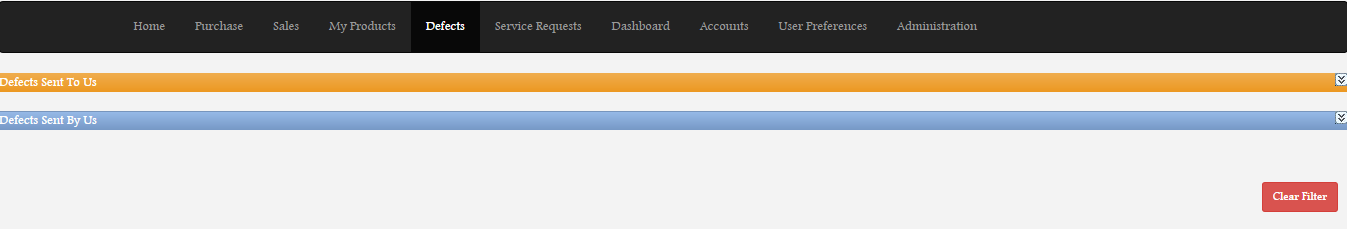 Home Purchase Sales My Products Defects Service Requests Dashboard Accounts User Preferences Administration
Defects Sent To Us
Defects Sent By Us
Clear Filter